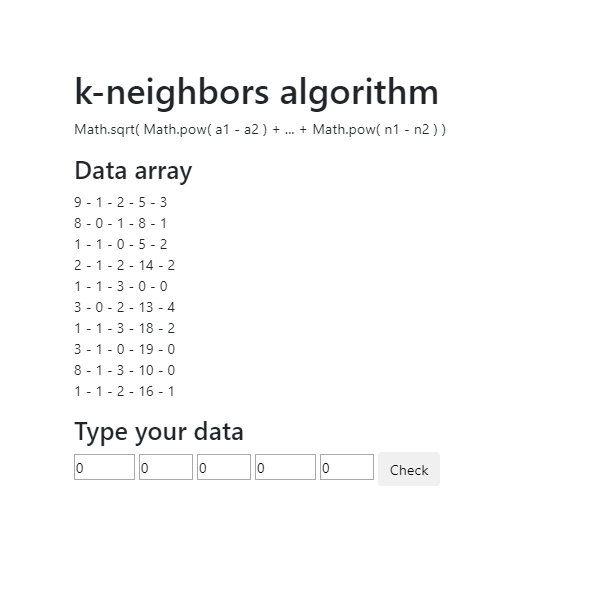 k-neighbors algorithm
Math.sqrt( Math.pow( a1 - a2 ) + ... + Math.pow( n1 - n2 ) )
Data array
9 - 1 - 2 - 5 - 3
8 - 0 - 1 - 8 - 1
1 - 1 - 0 - 5 - 2
2 - 1 - 2 - 14 - 2
1 - 1 - 3 - 0 - 0
3 - 0 - 2 - 13 - 4
1 - 1 - 3 - 18 - 2
3 - 1 - 0 - 19 - 0
8 - 1 - 3 - 10 - 0
1 - 1 - 2 - 16 - 1
Type your data
0 0 0 0 0 Check